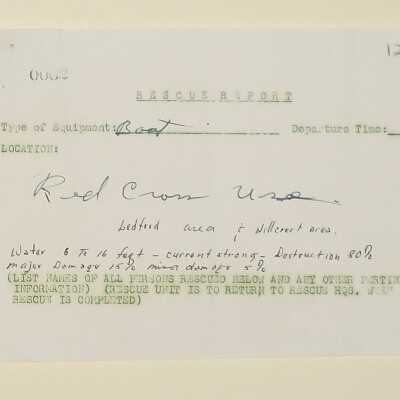 0002
12
RESCUE REPORT
Type of Equipment: Boat Departure Time:
LOCATION:
Red Cross Use.
Ledford area & Hillcrest area.
Water 6 To 16 feet - current strong - Destruction 80%
major Damage 15% minor damage 5%
(LIST NAMES OF ALL PERSONS RESCUED BELOW AND ANY OTHER
INFORMATION) (RESCUE UNIT IS TO RETURN TO RESCUE HQS. WHEN
RESCUE IS COMPLETED)